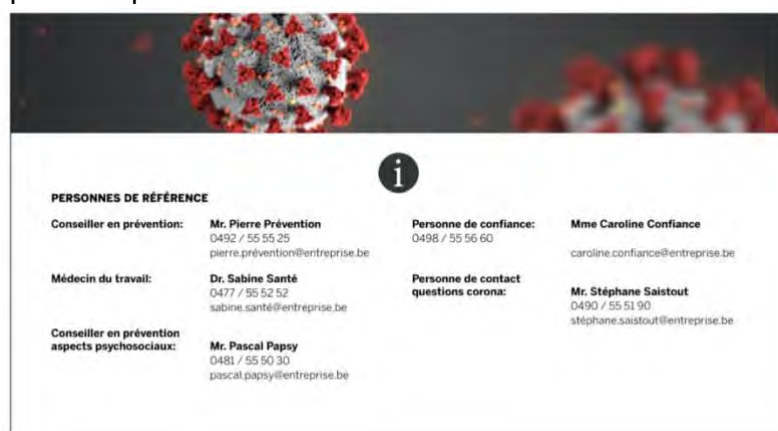 i
PERSONNES DE RÉFÉRENCE
Conseiller en prévention:
Mr. Pierre Prévention
0492 / 55 55 25
pierre.prévention@entreprise.be
Médecin du travail:
Dr. Sabine Santé
0477 / 55 52 52
sabine.santé@entreprise.be
Conseiller en prévention
aspects psychosociaux:
Mr. Pascal Papsy
0481 / 55 50 30
pascal.papsy@entreprise.be
Personne de confiance:
0498 / 55 56 60
Mme Caroline Confiance
caroline.confiance@entreprise.be
Personne de contact
questions corona:
Mr. Stéphane Saistout
0490 / 55 51 90
stéphane.saistout@entreprise.be